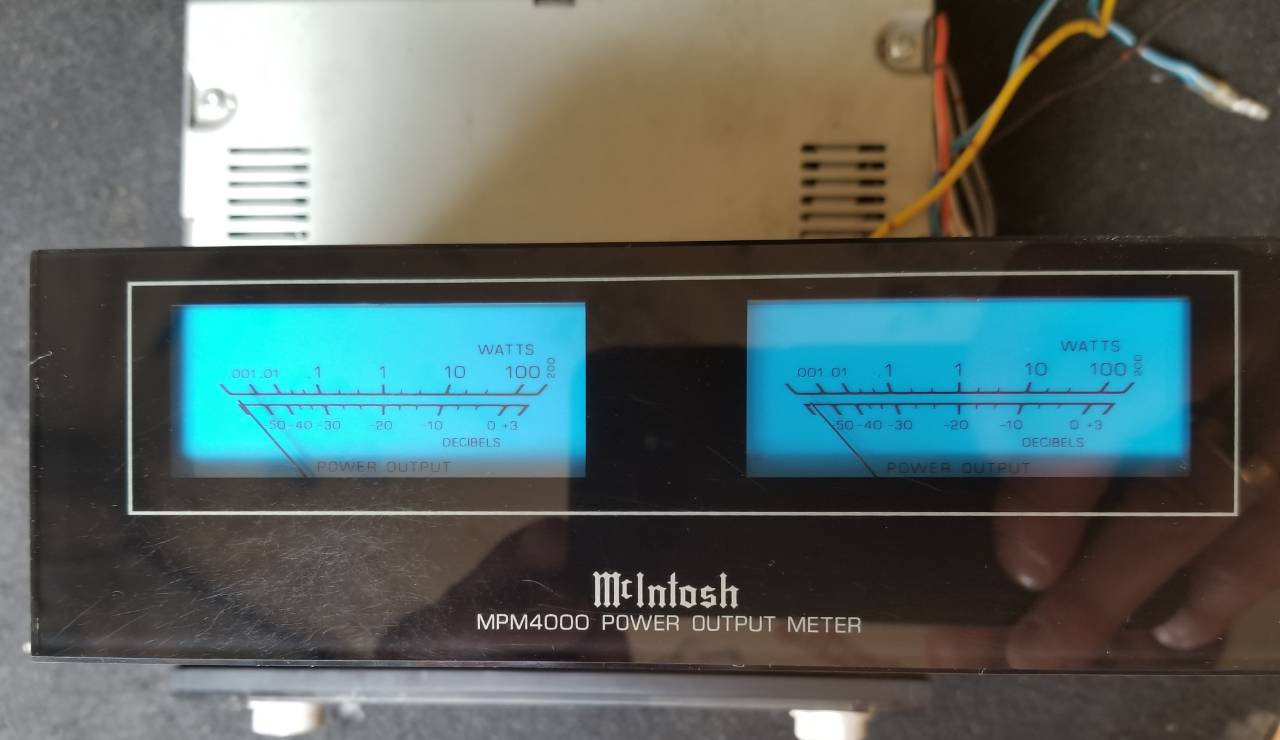 WATTS
.001 .01 .1 1 10 100 200
-50 -40 -30 -20 -10 0 +3
DECIBELS
POWER OUTPUT
WATTS
.001 .01 .1 1 10 100 200
-50 -40 -30 -20 -10 0 +3
DECIBELS
POWER OUTPUT
McIntosh
MPM4000 POWER OUTPUT METER